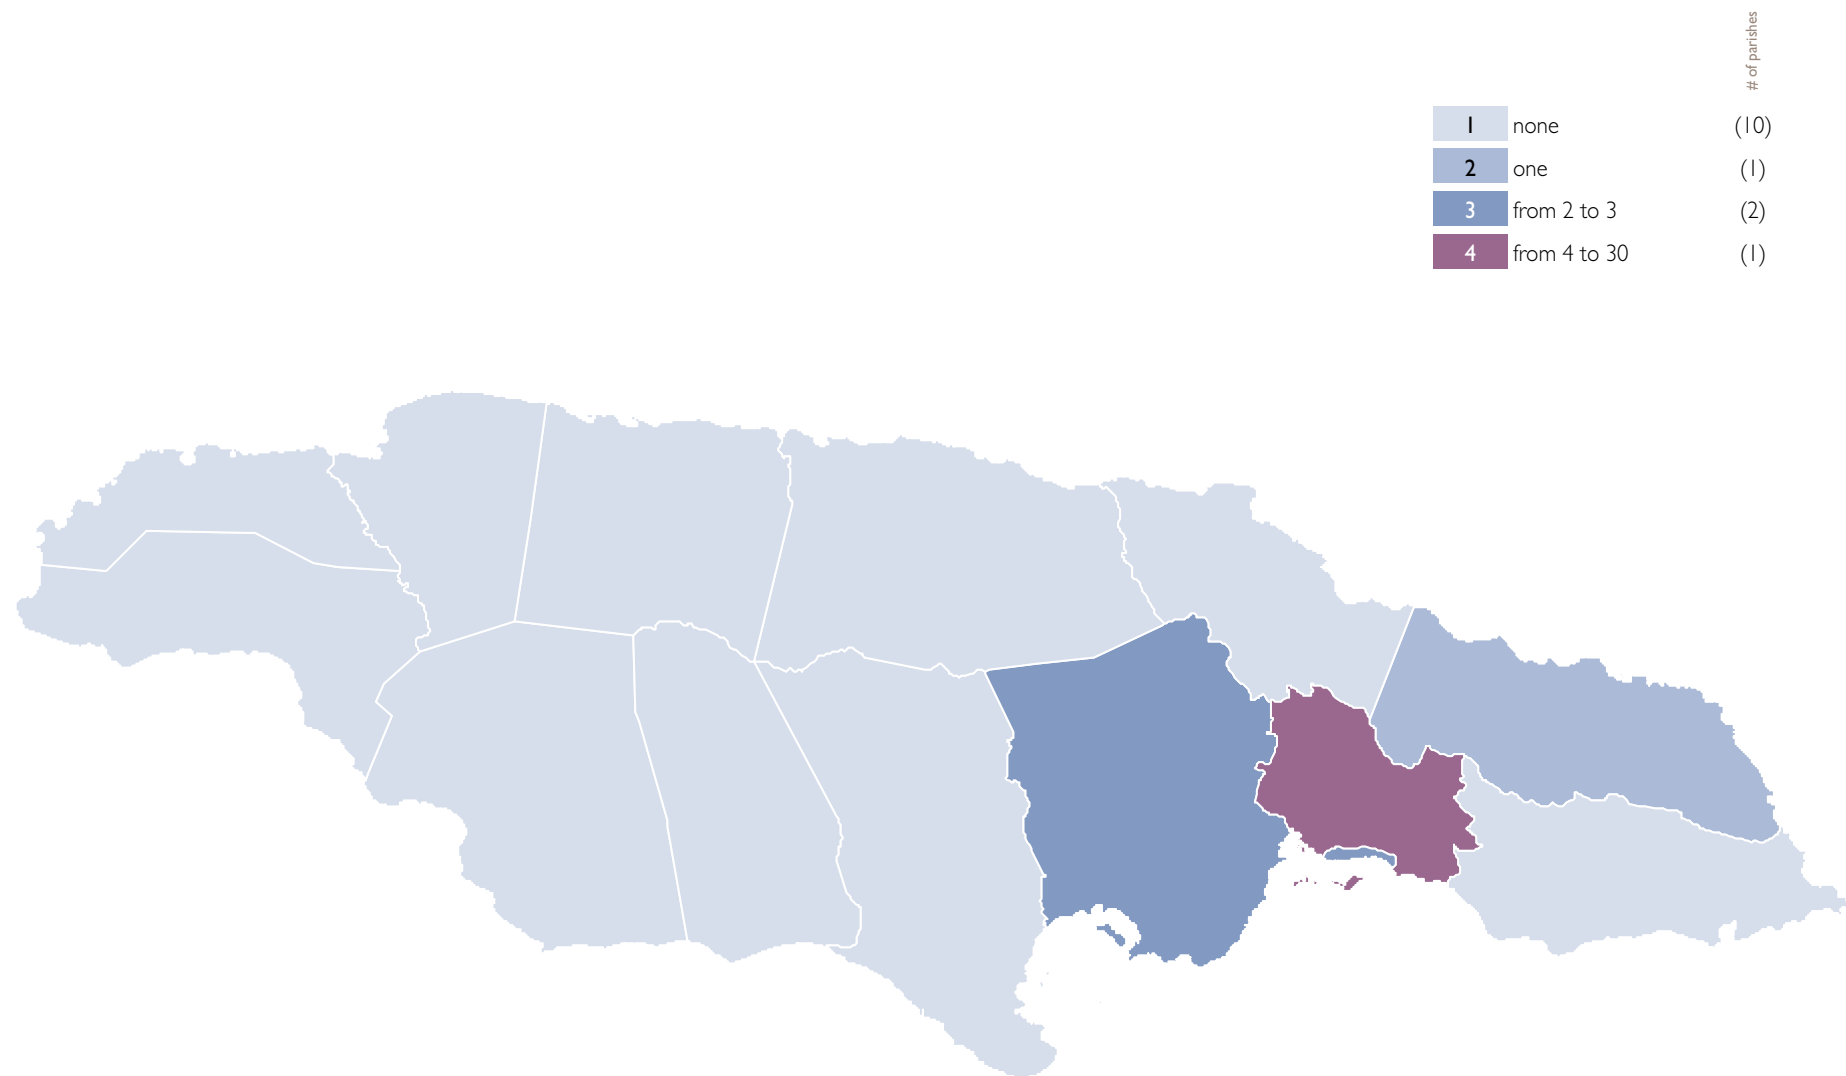 # of parishes
1 none (10)
2 one (1)
3 from 2 to 3 (2)
4 from 4 to 30 (1)